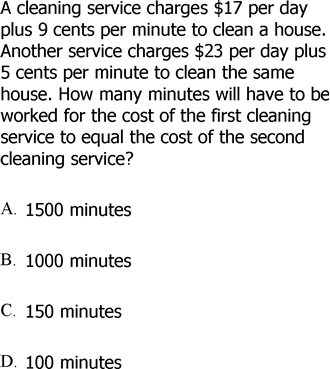 A cleaning service charges $17 per day
plus 9 cents per minute to clean a house.
Another service charges $23 per day plus
5 cents per minute to clean the same
house. How many minutes will have to be
worked for the cost of the first cleaning
service to equal the cost of the second
cleaning service?
A. 1500 minutes
B. 1000 minutes
C. 150 minutes
D. 100 minutes